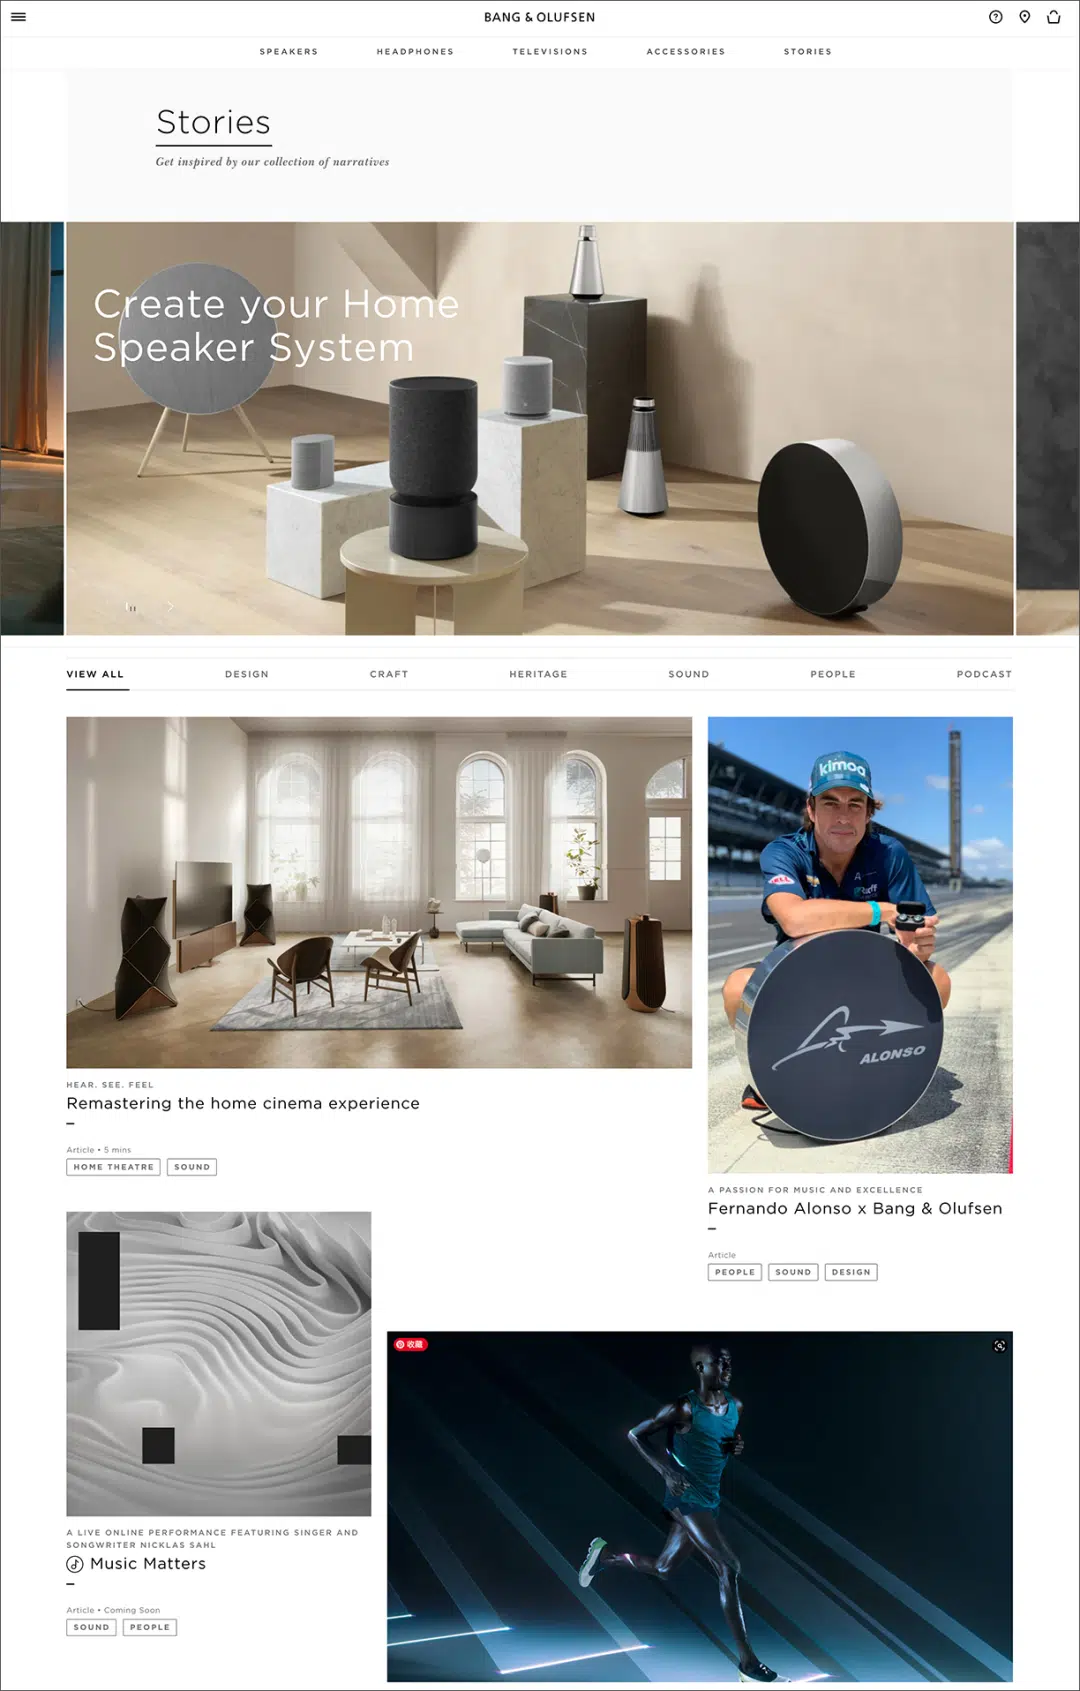 BANG & OLUFSEN
SPEAKERS
HEADPHONES
TELEVISIONS
ACCESSORIES
STORIES
Stories
Get inspired by our collection of narratives
Create your Home
Speaker System
VIEW ALL
DESIGN
CRAFT
HERITAGE
SOUND
PEOPLE
PODCAST
HEAR. SEE. FEEL
Remastering the home cinema experience
Article • 5 mins
HOME THEATRE
SOUND
kimoa
BELL
Ruoff
ALONSO
A PASSION FOR MUSIC AND EXCELLENCE
Fernando Alonso x Bang & Olufsen
Article
PEOPLE
SOUND
DESIGN
A LIVE ONLINE PERFORMANCE FEATURING SINGER AND
SONGWRITER NICKLAS SAHL
Music Matters
Article • Coming Soon
SOUND
PEOPLE
收藏